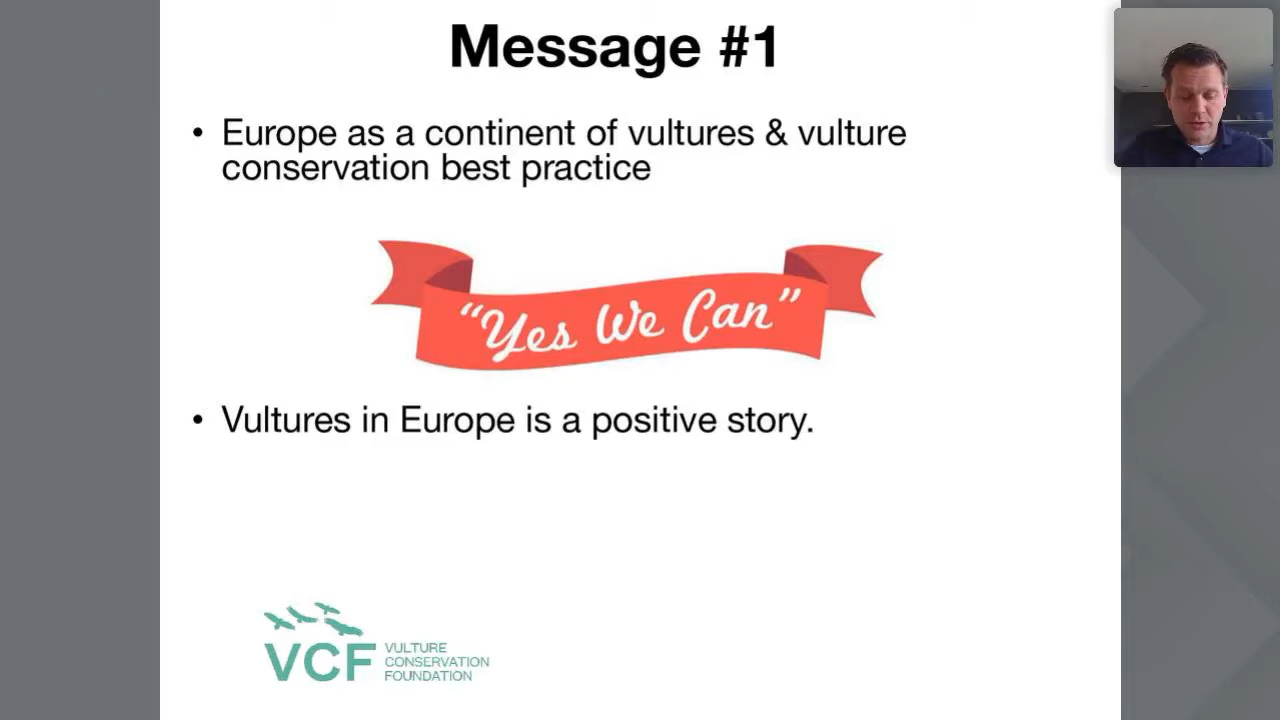 Message #1
• Europe as a continent of vultures & vulture
conservation best practice
“Yes We Can”
• Vultures in Europe is a positive story.
VCF
VULTURE
CONSERVATION
FOUNDATION